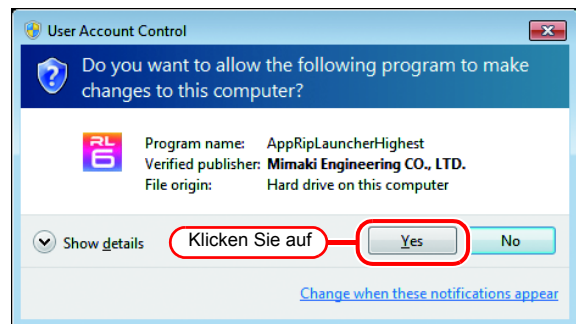 User Account Control
Do you want to allow the following program to make
changes to this computer?
RL
6
Program name: AppRipLauncherHighest
Verified publisher: Mimaki Engineering CO., LTD.
File origin: Hard drive on this computer
Show details
Klicken Sie auf
Yes
No
Change when these notifications appear